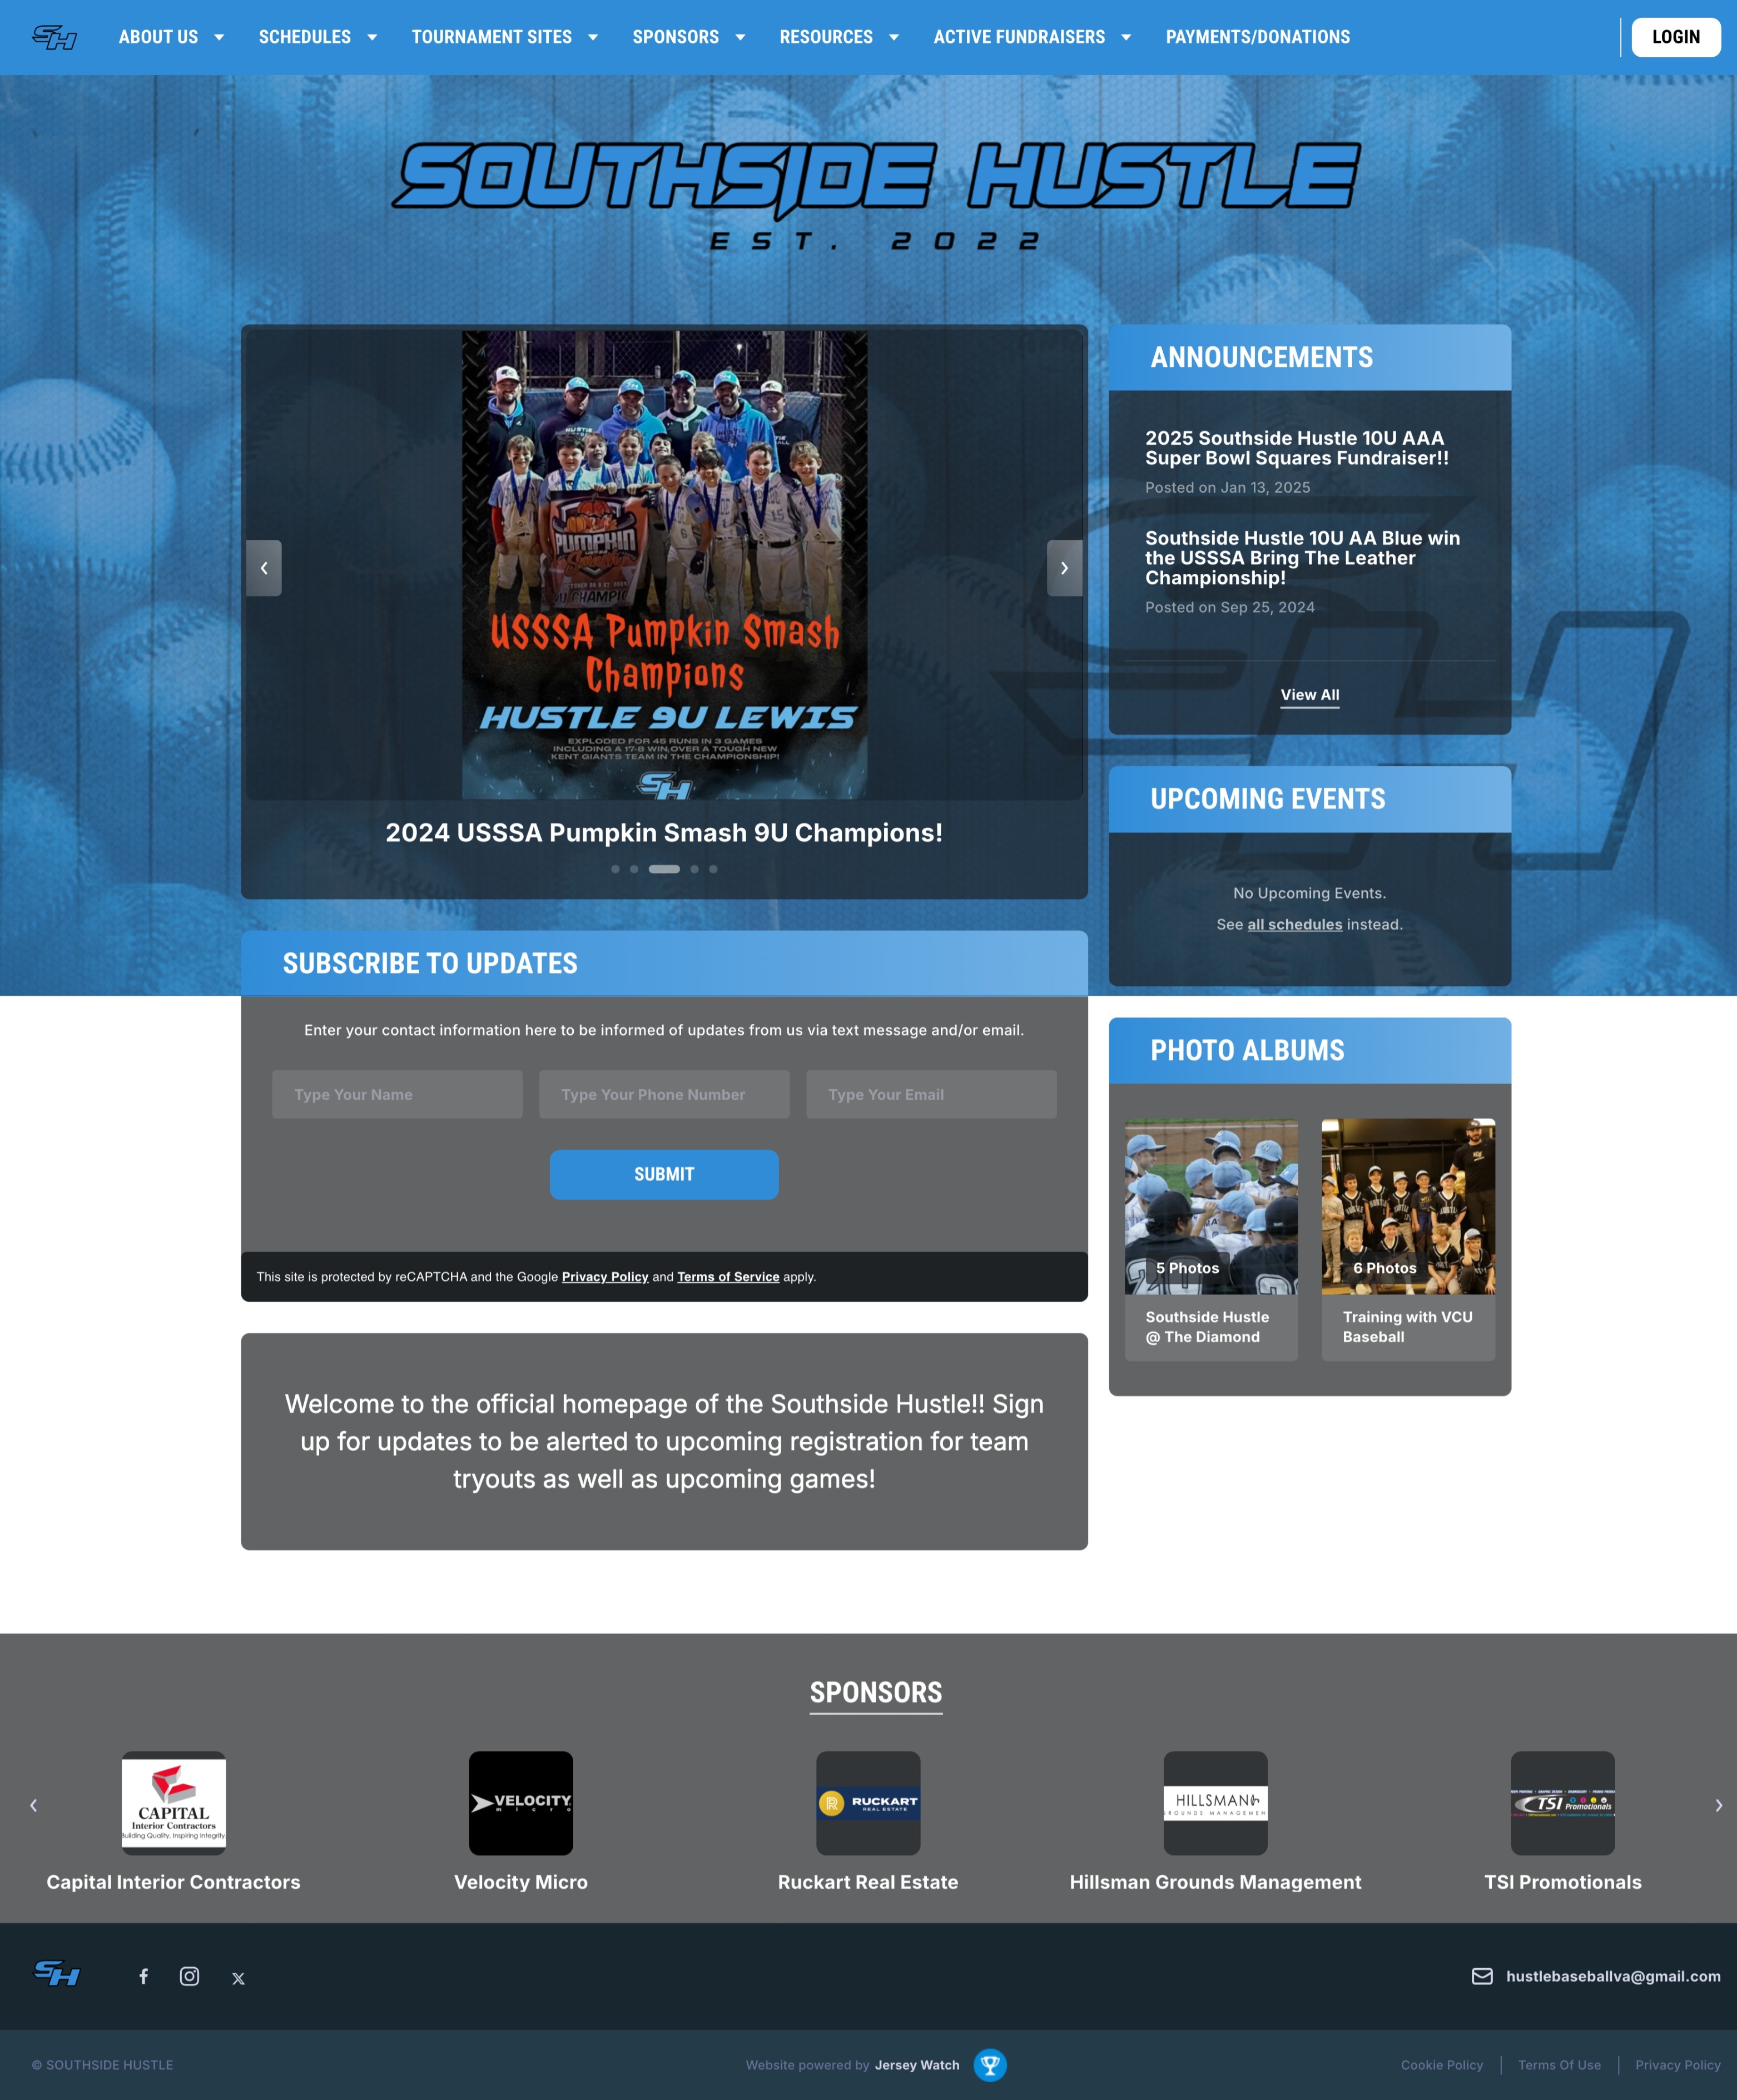 SH
ABOUT US
SCHEDULES
TOURNAMENT SITES
SPONSORS
RESOURCES
ACTIVE FUNDRAISERS
PAYMENTS/DONATIONS
LOGIN
SOUTHSIDE HUSTLE
EST. 2022
PUMPKIN
USSSA Pumpkin Smash
Champions
HUSTLE 9U LEWIS
EXPLODED FOR 45 RUNS IN 3 GAMES
INCLUDING A 17-8 WIN OVER A TOUGH NEW
KENT GIANTS TEAM IN THE CHAMPIONSHIP!
SH
2024 USSSA Pumpkin Smash 9U Champions!
ANNOUNCEMENTS
2025 Southside Hustle 10U AAA
Super Bowl Squares Fundraiser!!
Posted on Jan 13, 2025
Southside Hustle 10U AA Blue win
the USSSA Bring The Leather
Championship!
Posted on Sep 25, 2024
View All
UPCOMING EVENTS
No Upcoming Events.
See all schedules instead.
SUBSCRIBE TO UPDATES
Enter your contact information here to be informed of updates from us via text message and/or email.
Type Your Name
Type Your Phone Number
Type Your Email
SUBMIT
This site is protected by reCAPTCHA and the Google Privacy Policy and Terms of Service apply.
PHOTO ALBUMS
5 Photos
Southside Hustle
@ The Diamond
6 Photos
Training with VCU
Baseball
Welcome to the official homepage of the Southside Hustle!! Sign
up for updates to be alerted to upcoming registration for team
tryouts as well as upcoming games!
SPONSORS
CAPITAL
Interior Contractors
Building Quality, Inspiring Integrity
Capital Interior Contractors
VELOCITY
micro
Velocity Micro
RUCKART
REAL ESTATE
Ruckart Real Estate
HILLSMAN
GROUNDS MANAGEMEN
Hillsman Grounds Management
TSI Promotionals
TSI Promotionals
SH
hustlebaseballva@gmail.com
© SOUTHSIDE HUSTLE
Website powered by Jersey Watch
Cookie Policy
Terms Of Use
Privacy Policy